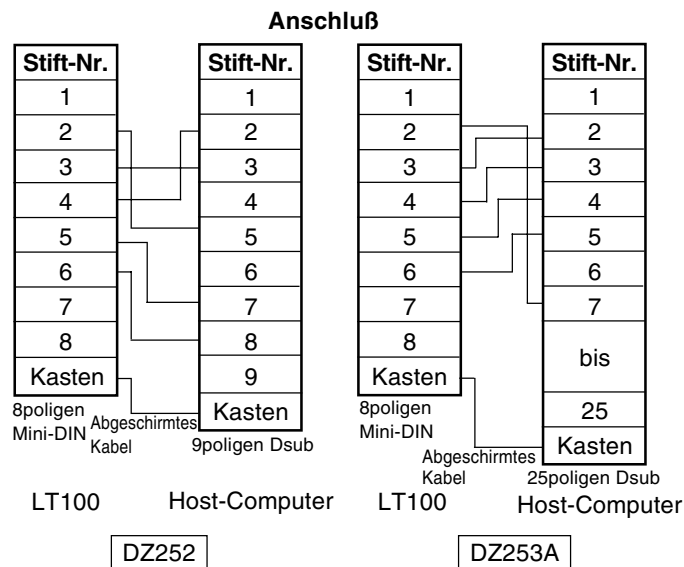 Anschluß
Stift-Nr.
1
2
3
4
5
6
7
8
Kasten
8poligen
Mini-DIN
Abgeschirmtes
Kabel
LT100
Stift-Nr.
1
2
3
5
6
7
8
9
Kasten
9poligen Dsub
Host-Computer
DZ252
Stift-Nr.
1
2
3
4
5
6
7
8
Kasten
8poligen
Mini-DIN
Abgeschirmtes
Kabel
LT100
Stift-Nr.
1
2
3
4
5
6
7
bis
25
Kasten
25poligen Dsub
Host-Computer
DZ253A